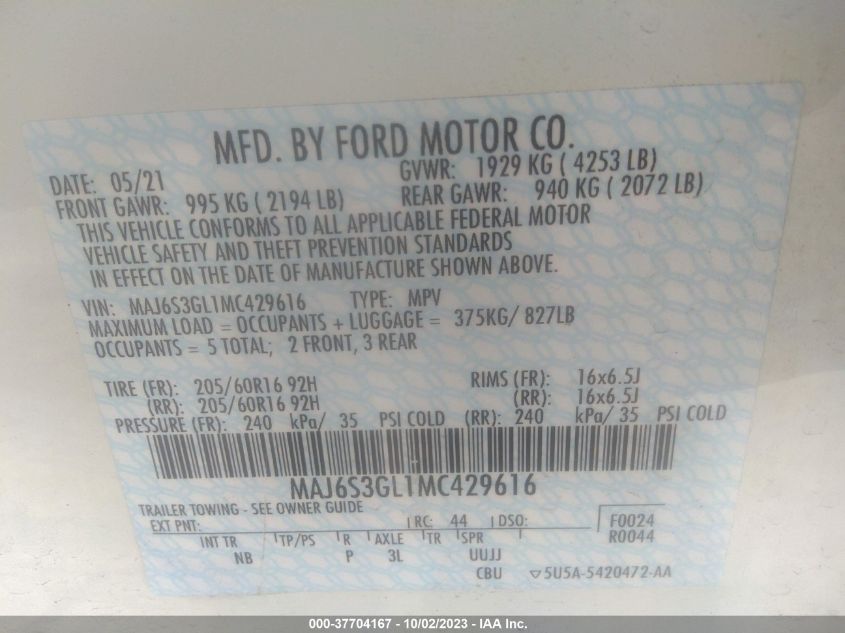 MFD. BY FORD MOTOR CO.
DATE: 05/21 GVWR: 1929 KG ( 4253 LB)
FRONT GAWR: 995 KG ( 2194 LB) REAR GAWR: 940 KG ( 2072 LB)
THIS VEHICLE CONFORMS TO ALL APPLICABLE FEDERAL MOTOR
VEHICLE SAFETY AND THEFT PREVENTION STANDARDS
IN EFFECT ON THE DATE OF MANUFACTURE SHOWN ABOVE.
VIN: MAJ6S3GL1MC429616 TYPE: MPV
MAXIMUM LOAD = OCCUPANTS + LUGGAGE = 375KG/ 827LB
OCCUPANTS = 5 TOTAL; 2 FRONT, 3 REAR
TIRE (FR): 205/60R16 92H RIMS (FR): 16x6.5J
(RR): 205/60R16 92H (RR): 16x6.5J
PRESSURE (FR): 240 kPa/ 35 PSI COLD (RR): 240 kPa/ 35 PSI COLD
MAJ6S3GL1MC429616
TRAILER TOWING - SEE OWNER GUIDE
EXT PNT: RC: 44 DSO: F0024
R0044
INT TR TP/PS R AXLE TR SPR
NB P 3L UUJJ
CBU ▽5U5A-5420472-AA
000-37704167 - 10/02/2023 - IAA Inc.